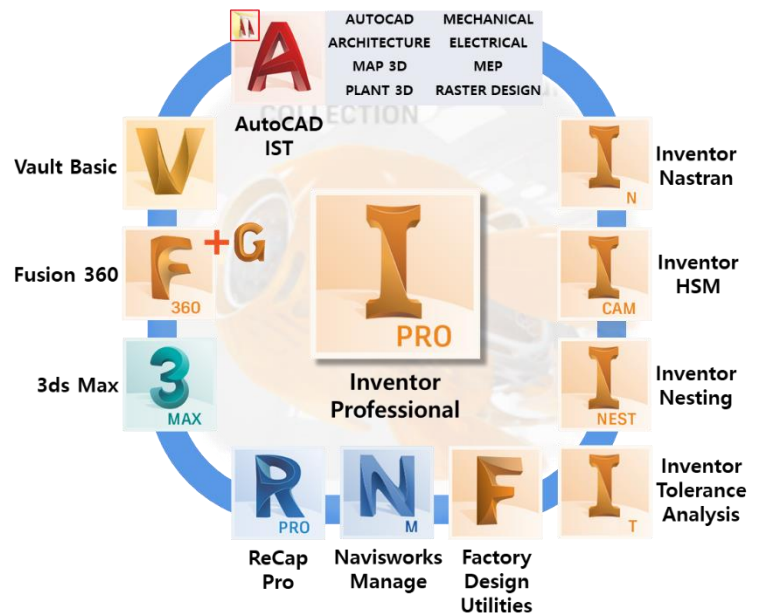 AUTOCAD MECHANICAL
ARCHITECTURE ELECTRICAL
MAP 3D MEP
PLANT 3D RASTER DESIGN
A
AutoCAD
IST
COLLECTION
Vault Basic
V
Inventor
Nastran
I
N
Fusion 360
F
360
+G
I
PRO
Inventor
Professional
Inventor
HSM
I
CAM
3ds Max
3
MAX
Inventor
Nesting
I
NEST
R
PRO
ReCap
Pro
N
M
Navisworks
Manage
F
Factory
Design
Utilities
I
T
Inventor
Tolerance
Analysis